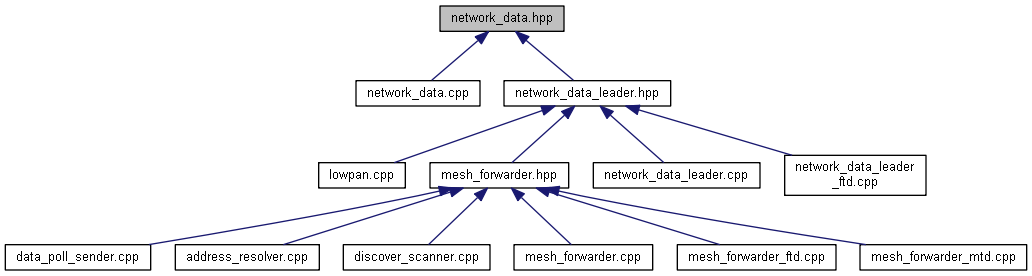 network_data.hpp
network_data.cpp
network_data_leader.hpp
lowpan.cpp
mesh_forwarder.hpp
network_data_leader.cpp
network_data_leader
_ftd.cpp
data_poll_sender.cpp
address_resolver.cpp
discover_scanner.cpp
mesh_forwarder.cpp
mesh_forwarder_ftd.cpp
mesh_forwarder_mtd.cpp